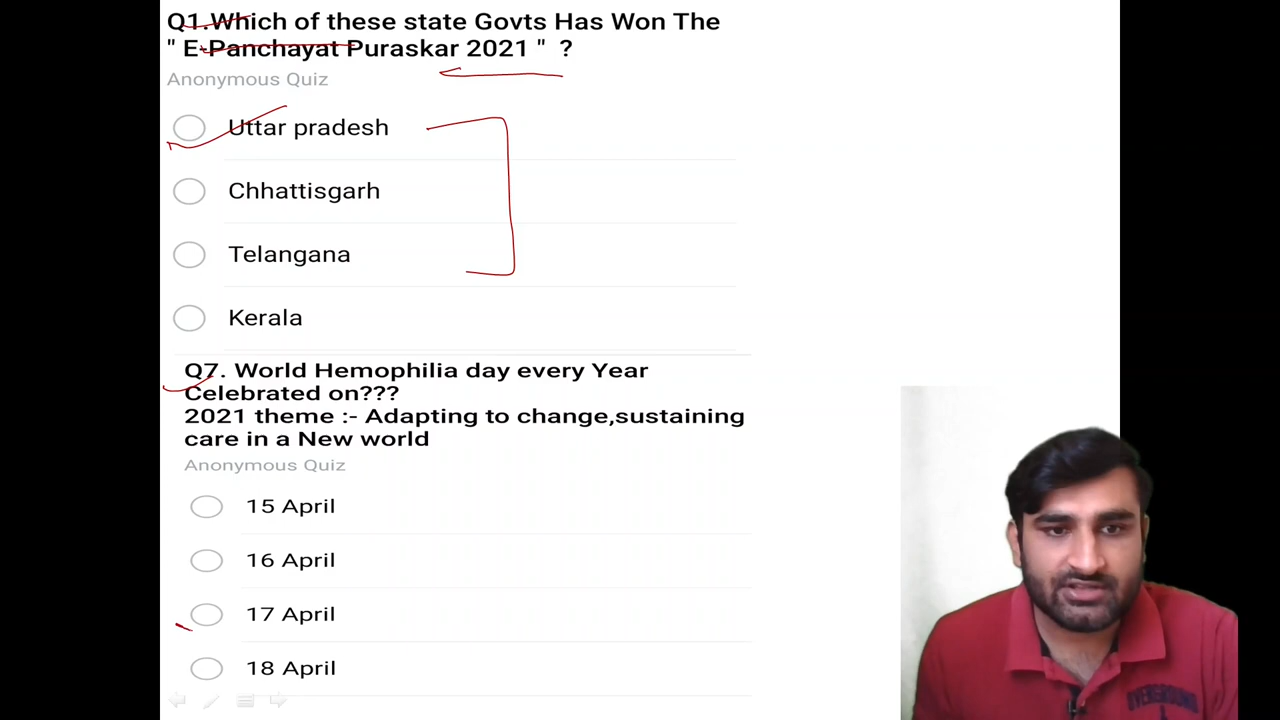 Q1.Which of these state Govts Has Won The
" E-Panchayat Puraskar 2021 " ?
Anonymous Quiz
Uttar pradesh
Chhattisgarh
Telangana
Kerala
Q7. World Hemophilia day every Year
Celebrated on???
2021 theme :- Adapting to change,sustaining
care in a New world
Anonymous Quiz
15 April
16 April
17 April
18 April